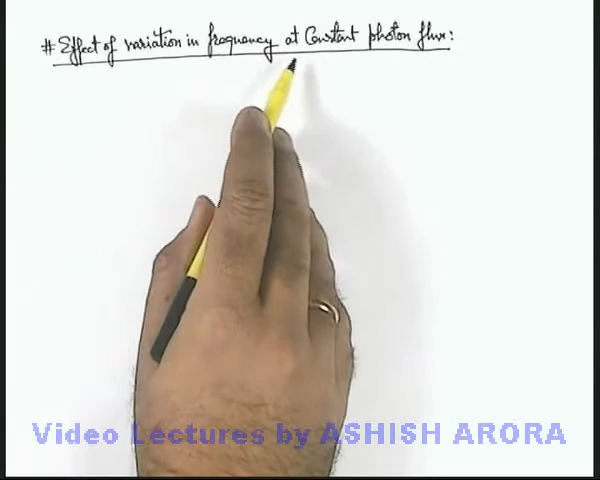 # Effect of variation in frequency at Constant photon flux:
Video Lectures by ASHISH ARORA